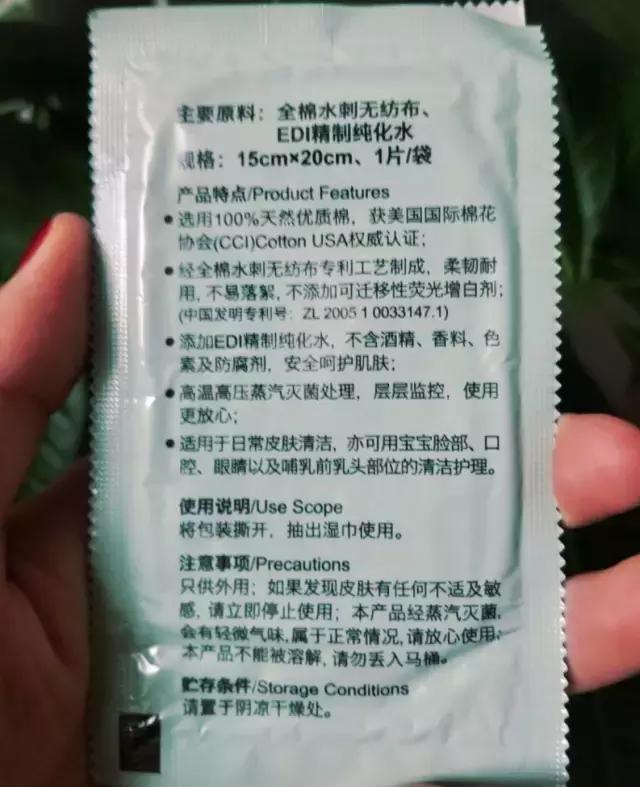 主要原料：全棉水刺无纺布、
EDI精制纯化水
规格：15cm×20cm、1片/袋
产品特点/Product Features
●选用100%天然优质棉，获美国国际棉花
协会(CCI)Cotton USA权威认证；
●经全棉水刺无纺布专利工艺制成，柔韧耐
用，不易落絮，不添加可迁移性荧光增白剂；
(中国发明专利号：ZL 2005 1 0033147.1)
●添加EDI精制纯化水，不含酒精、香料、色
素及防腐剂，安全呵护肌肤；
●高温高压蒸汽灭菌处理，层层监控，使用
更放心；
●适用于日常皮肤清洁，亦可用宝宝脸部、口
腔、眼睛以及哺乳前乳头部位的清洁护理。
使用说明/Use Scope
将包装撕开，抽出湿巾使用。
注意事项/Precautions
只供外用；如果发现皮肤有任何不适及敏
感，请立即停止使用；本产品经蒸汽灭菌，
会有轻微气味，属于正常情况，请放心使用；
本产品不能被溶解，请勿丢入马桶。
贮存条件/Storage Conditions
请置于阴凉干燥处。